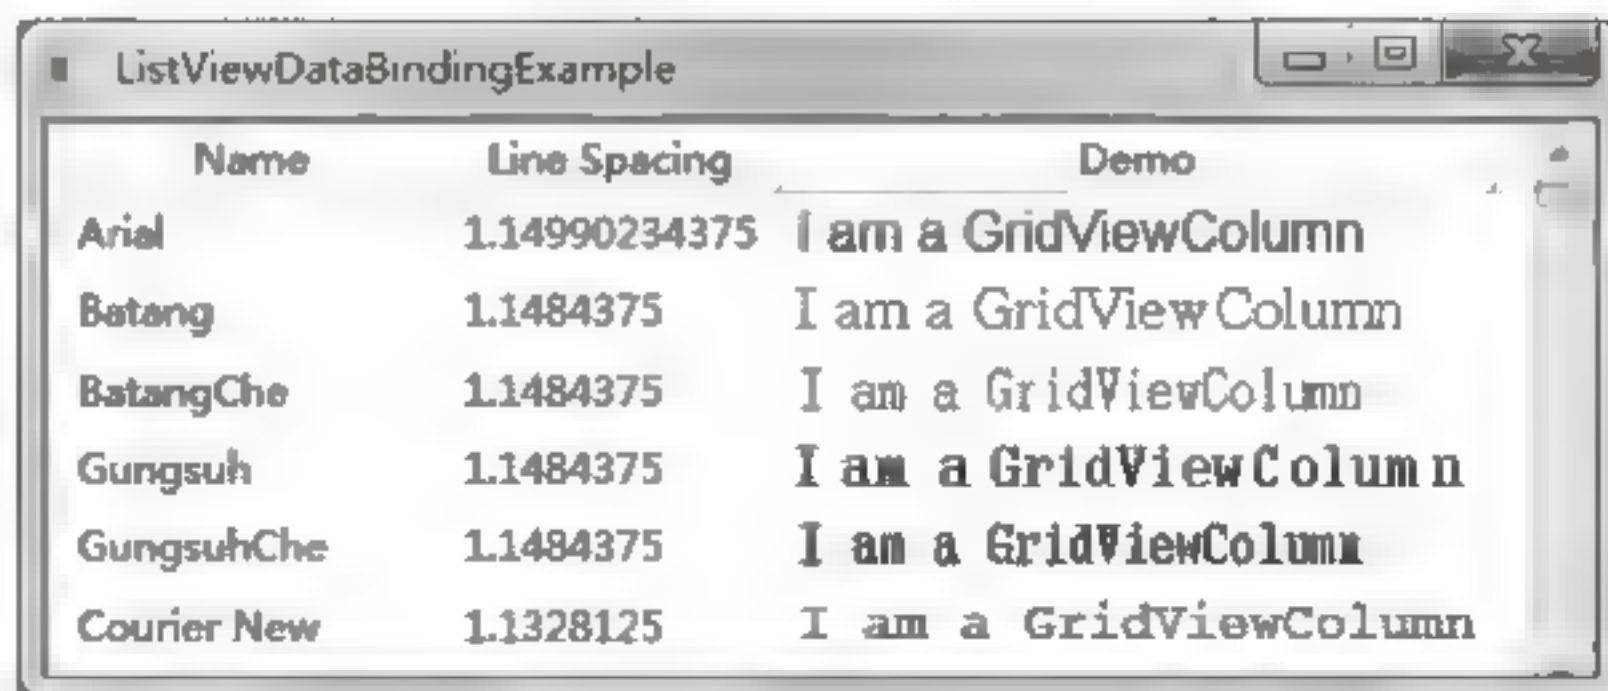 ListViewDataBindingExample
Name Line Spacing Demo
Arial 1.14990234375 I am a GridViewColumn
Batang 1.1484375 I am a GridViewColumn
BatangChe 1.1484375 I am a GridViewColumn
Gungsuh 1.1484375 I am a GridViewColumn
GungsuhChe 1.1484375 I am a GridViewColumn
Courier New 1.1328125 I am a GridViewColumn